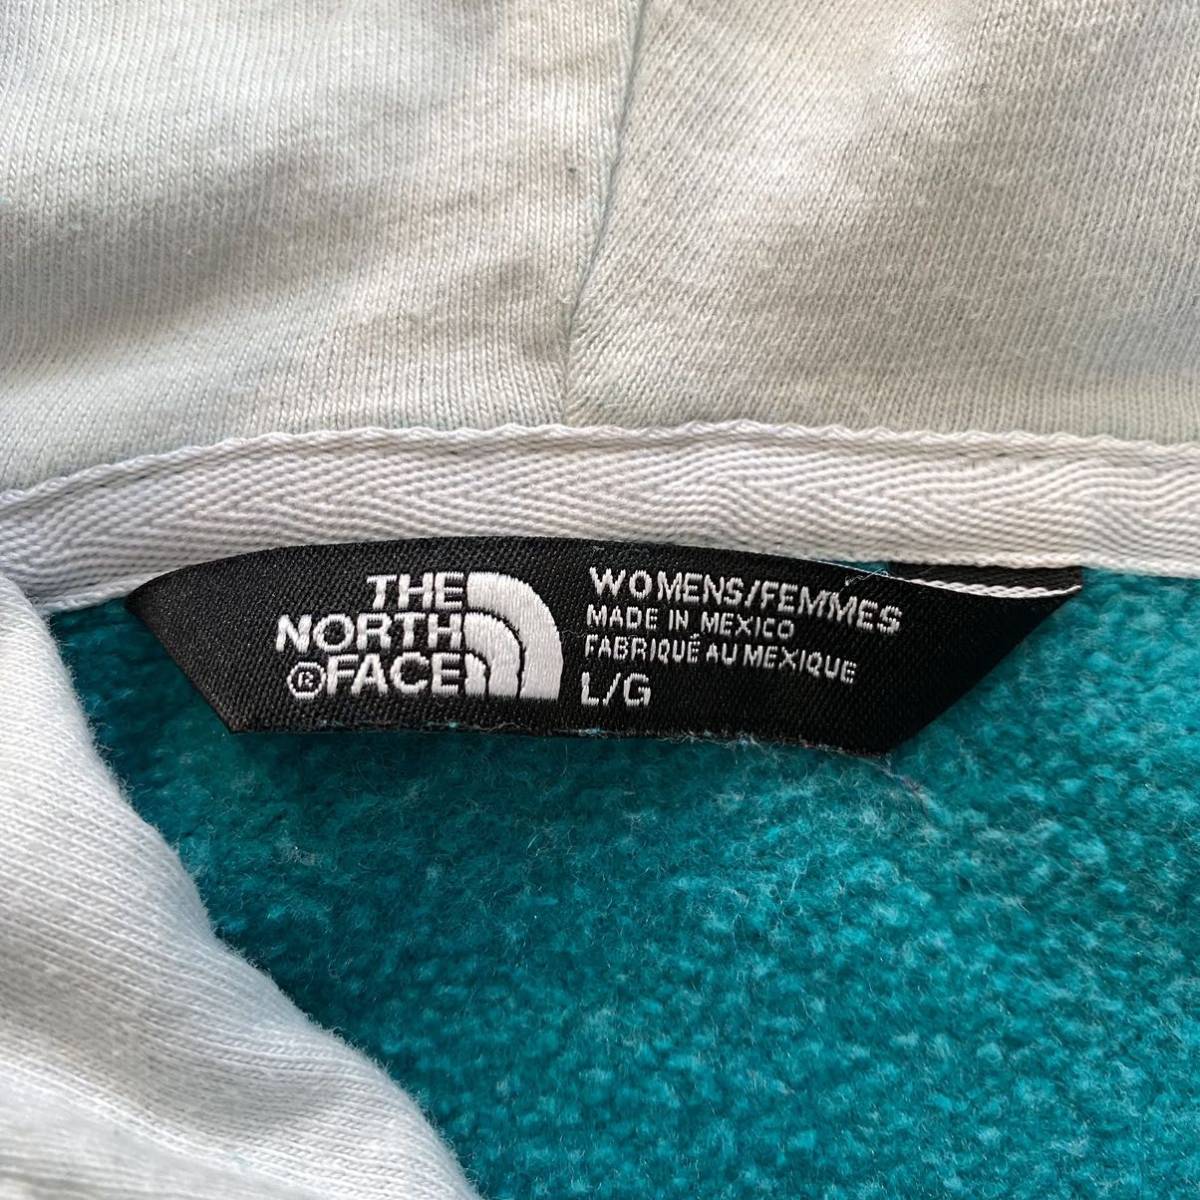 THE
NORTH
®FACE
WOMENS/FEMMES
MADE IN MEXICO
FABRIQUÉ AU MEXIQUE
L/G